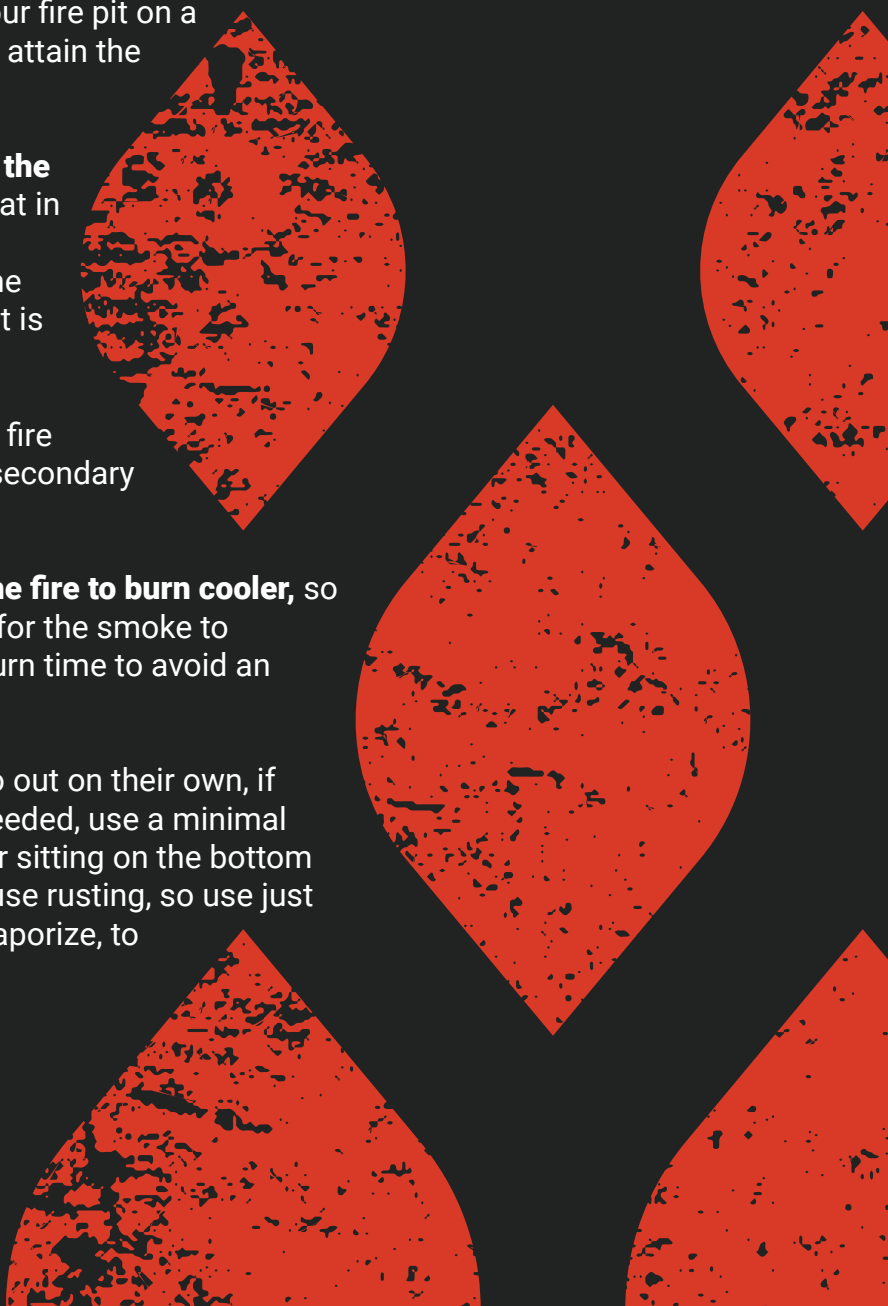 ur fire pit on a
attain the
the
at in
ne
t is
fire
secondary
e fire to burn cooler, so
for the smoke to
urn time to avoid an
o out on their own, if
eeded, use a minimal
r sitting on the bottom
use rusting, so use just
aporize, to